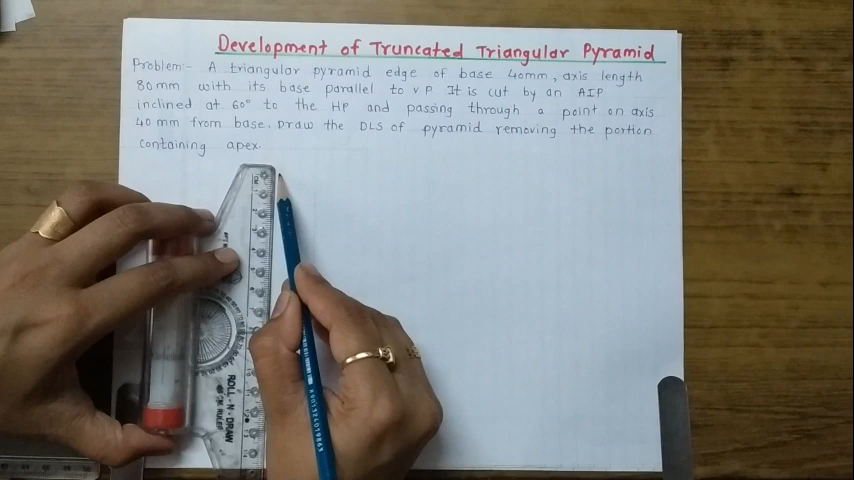 Development of Truncated Triangular Pyramid
Problem:- A triangular pyramid edge of base 40mm, axis length
80mm with its base parallel to VP It is cut by an AIP
inclined at 60° to the HP and passing through a point on axis
40mm from base. Draw the DLS of pyramid removing the portion
containing apex
ROLL-N-DRAW